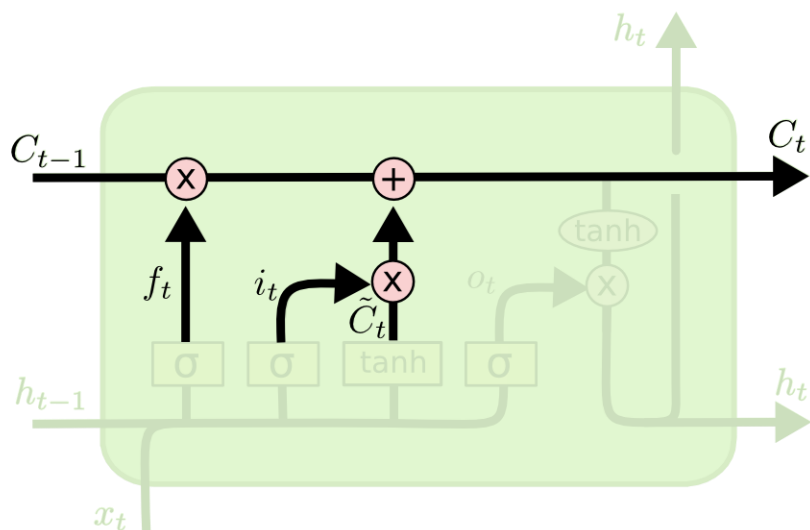 h_t
C_{t-1}
C_t
x
+
tanh
f_t
i_t
x
o_t
x
C̃_t
σ
σ
tanh
σ
h_{t-1}
h_t
x_t